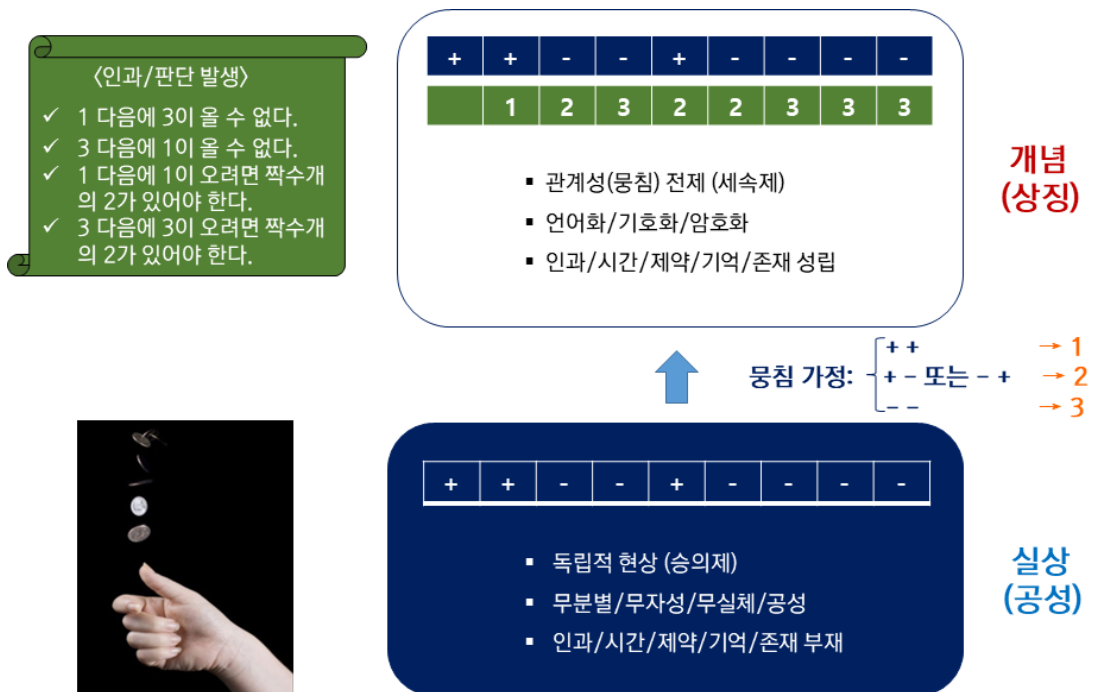 〈인과/판단 발생〉
✓ 1 다음에 3이 올 수 없다.
✓ 3 다음에 1이 올 수 없다.
✓ 1 다음에 1이 오려면 짝수개
의 2가 있어야 한다.
✓ 3 다음에 3이 오려면 짝수개
의 2가 있어야 한다.
+ + - - + - - - -
1 2 3 2 2 3 3 3
▪ 관계성(뭉침) 전제 (세속제)
▪ 언어화/기호화/암호화
▪ 인과/시간/제약/기억/존재 성립
개념
(상징)
뭉침 가정:
+ + → 1
+ – 또는 – + → 2
– – → 3
+ + - - + - - - -
▪ 독립적 현상 (승의제)
▪ 무분별/무자성/무실체/공성
▪ 인과/시간/제약/기억/존재 부재
실상
(공성)